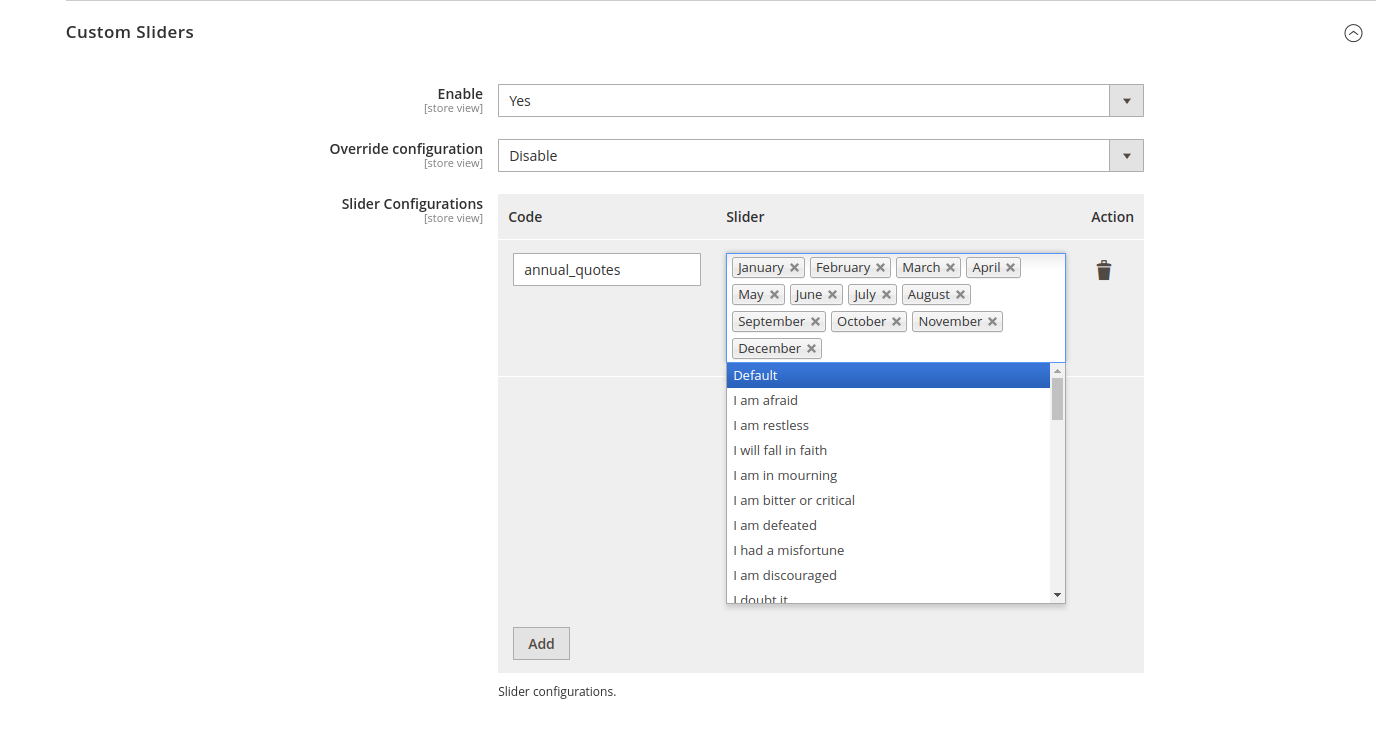 Custom Sliders
Enable
[store view]
Yes
Override configuration
[store view]
Disable
Slider Configurations
[store view]
Code Slider Action
annual_quotes
January February March April
May June July August
September October November
December
Default
I am afraid
I am restless
I will fall in faith
I am in mourning
I am bitter or critical
I am defeated
I had a misfortune
I am discouraged
I doubt it
Add
Slider configurations.